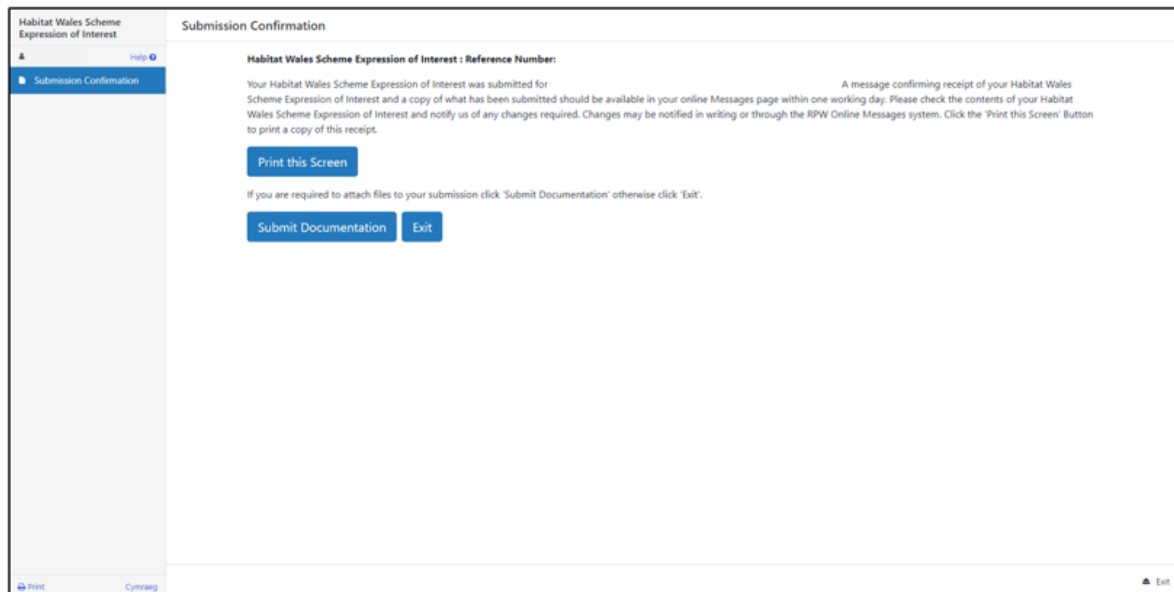 Habitat Wales Scheme
Expression of Interest
Submission Confirmation
Help
Submission Confirmation
Habitat Wales Scheme Expression of Interest : Reference Number:
Your Habitat Wales Scheme Expression of Interest was submitted for A message confirming receipt of your Habitat Wales
Scheme Expression of Interest and a copy of what has been submitted should be available in your online Messages page within one working day. Please check the contents of your Habitat
Wales Scheme Expression of Interest and notify us of any changes required. Changes may be notified in writing or through the RPW Online Messages system. Click the 'Print this Screen' Button
to print a copy of this receipt.
Print this Screen
If you are required to attach files to your submission click 'Submit Documentation' otherwise click 'Exit'.
Submit Documentation Exit
Print Cymraeg
Exit